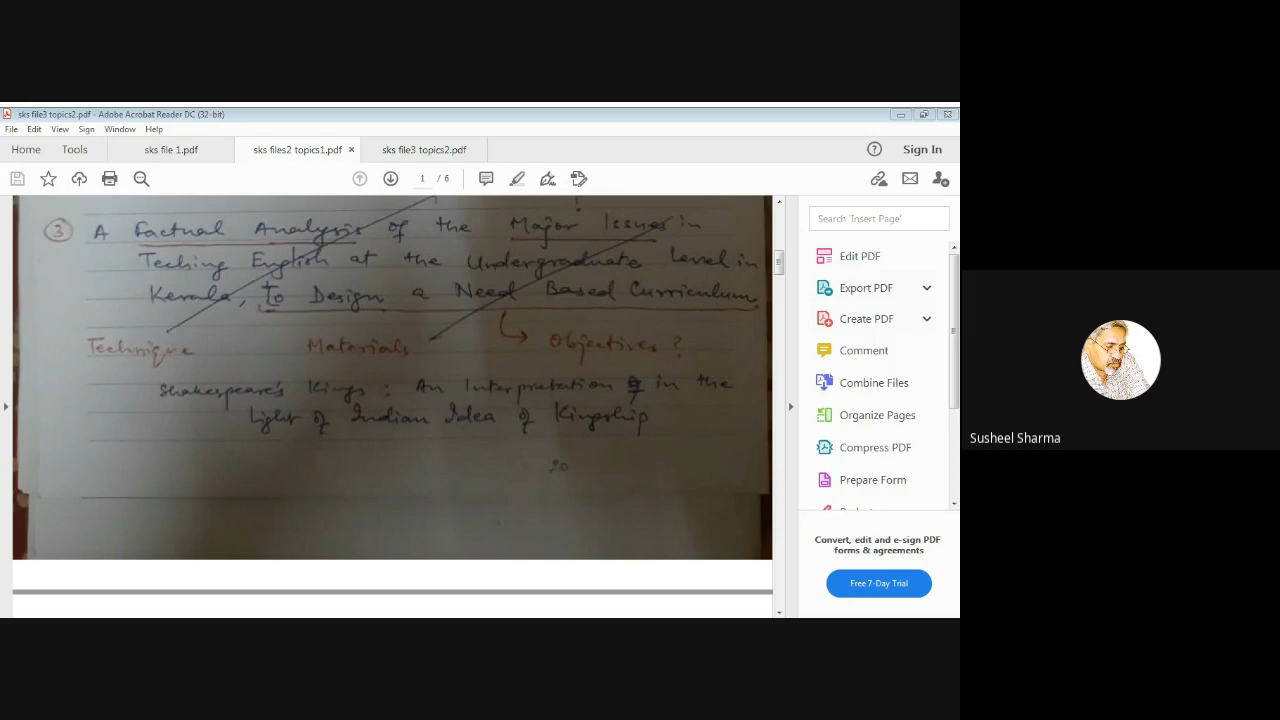 sks file3 topics2.pdf - Adobe Acrobat Reader DC (32-bit)
File Edit View Sign Window Help
Home Tools sks file 1.pdf sks files2 topics1.pdf × sks file3 topics2.pdf ? Sign In
1 / 6
3 A Factual Analysis of the Major Issues in
Teching English at the Undergraduate Level in
Kerala, to Design a Need Based Curriculum.
Technique Materials Objectives ?
Shakespeare's Kings : An Interpretation of in the
Light of Indian Idea of Kingship
20
Search 'Insert Page'
Edit PDF
Export PDF
Create PDF
Comment
Combine Files
Organize Pages
Compress PDF
Prepare Form
Convert, edit and e-sign PDF
forms & agreements
Free 7-Day Trial
Susheel Sharma